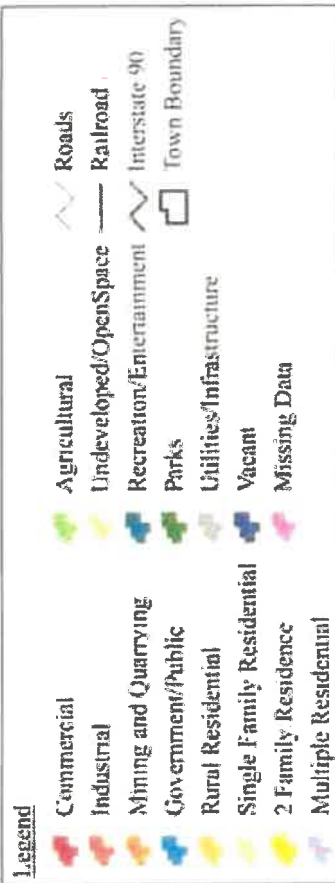 Legend
Commercial
Industrial
Mining and Quarrying
Government/Public
Rural Residential
Single Family Residential
2 Family Residence
Multiple Residential
Agricultural
Undeveloped/OpenSpace
Recreation/Entertainment
Parks
Utilities/Infrastructure
Vacant
Missing Data
Roads
Railroad
Interstate 90
Town Boundary